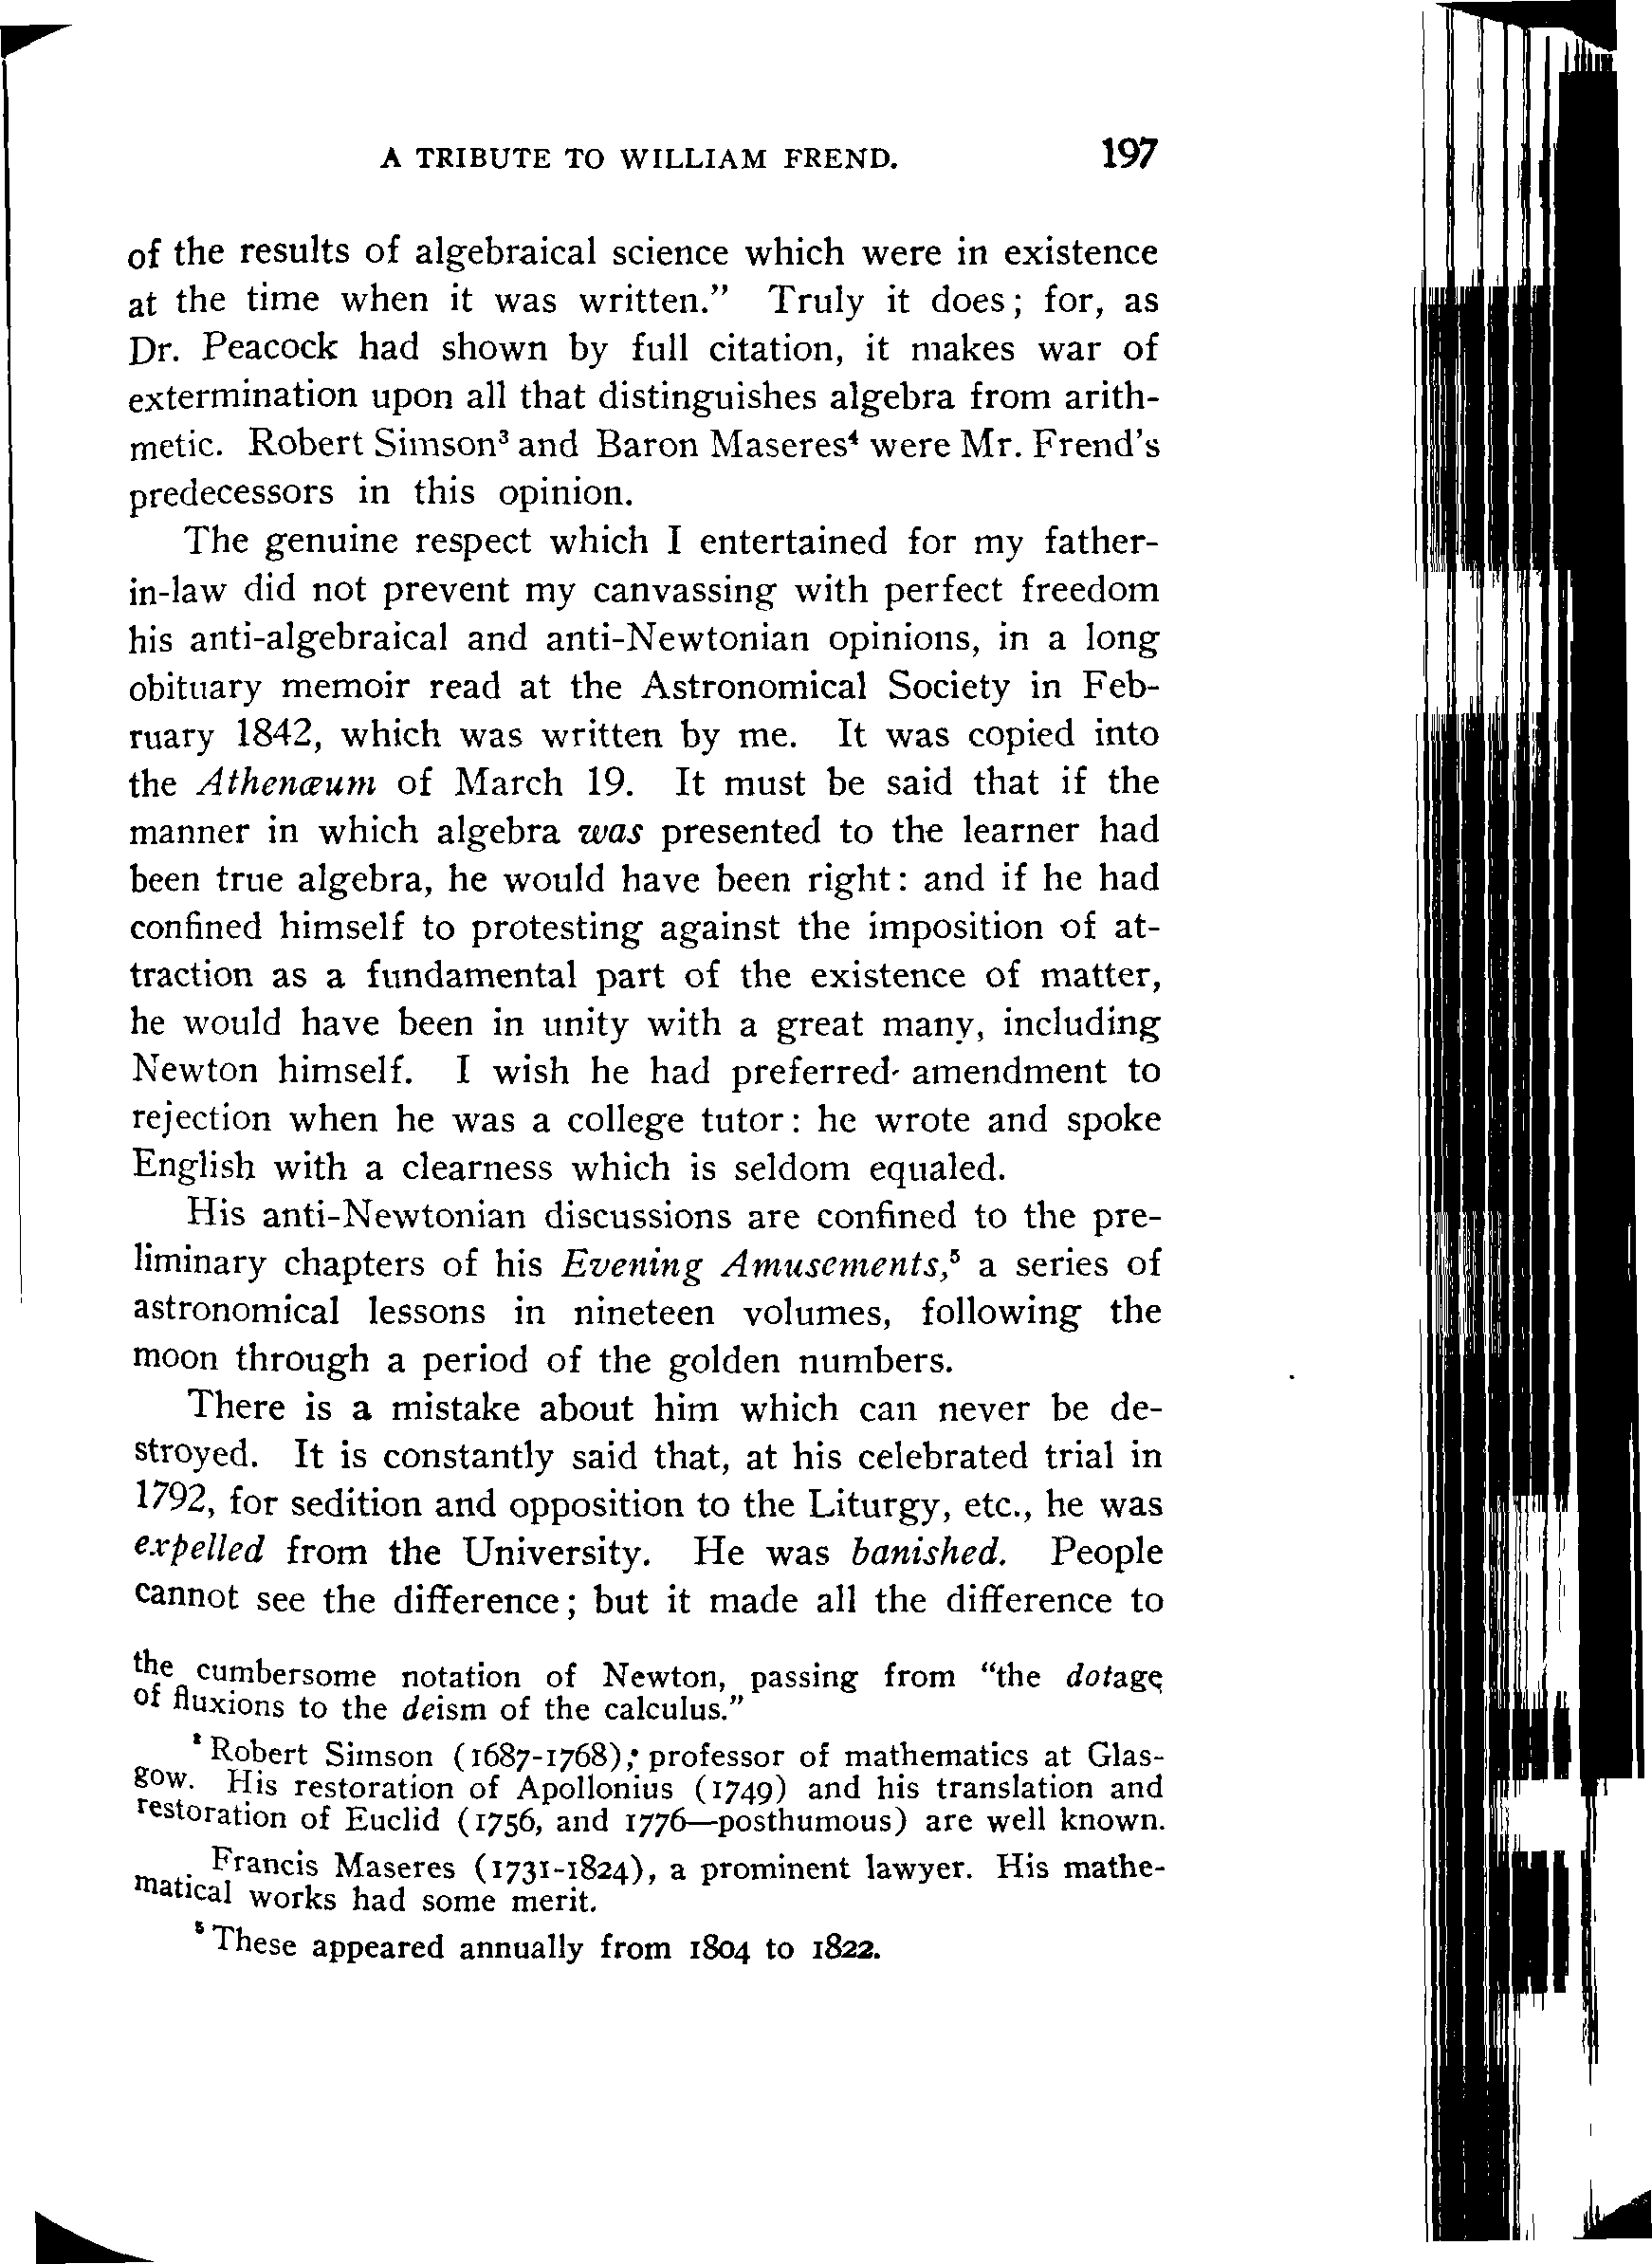 A TRIBUTE TO WILLIAM FREND. 197
of the results of algebraical science which were in existence
at the time when it was written.” Truly it does; for, as
Dr. Peacock had shown by full citation, it makes war of
extermination upon all that distinguishes algebra from arith-
metic. Robert Simson³ and Baron Maseres⁴ were Mr. Frend's
predecessors in this opinion.
The genuine respect which I entertained for my father-
in-law did not prevent my canvassing with perfect freedom
his anti-algebraical and anti-Newtonian opinions, in a long
obituary memoir read at the Astronomical Society in Feb-
ruary 1842, which was written by me. It was copied into
the Athenæum of March 19. It must be said that if the
manner in which algebra was presented to the learner had
been true algebra, he would have been right: and if he had
confined himself to protesting against the imposition of at-
traction as a fundamental part of the existence of matter,
he would have been in unity with a great many, including
Newton himself. I wish he had preferred amendment to
rejection when he was a college tutor: he wrote and spoke
English with a clearness which is seldom equaled.
His anti-Newtonian discussions are confined to the pre-
liminary chapters of his Evening Amusements,⁵ a series of
astronomical lessons in nineteen volumes, following the
moon through a period of the golden numbers.
There is a mistake about him which can never be de-
stroyed. It is constantly said that, at his celebrated trial in
1792, for sedition and opposition to the Liturgy, etc., he was
expelled from the University. He was banished. People
cannot see the difference; but it made all the difference to
the cumbersome notation of Newton, passing from “the dotage
of fluxions to the deism of the calculus.”
³ Robert Simson (1687-1768); professor of mathematics at Glas-
gow. His restoration of Apollonius (1749) and his translation and
restoration of Euclid (1756, and 1776—posthumous) are well known.
Francis Maseres (1731-1824), a prominent lawyer. His mathe-
matical works had some merit.
⁵ These appeared annually from 1804 to 1822.